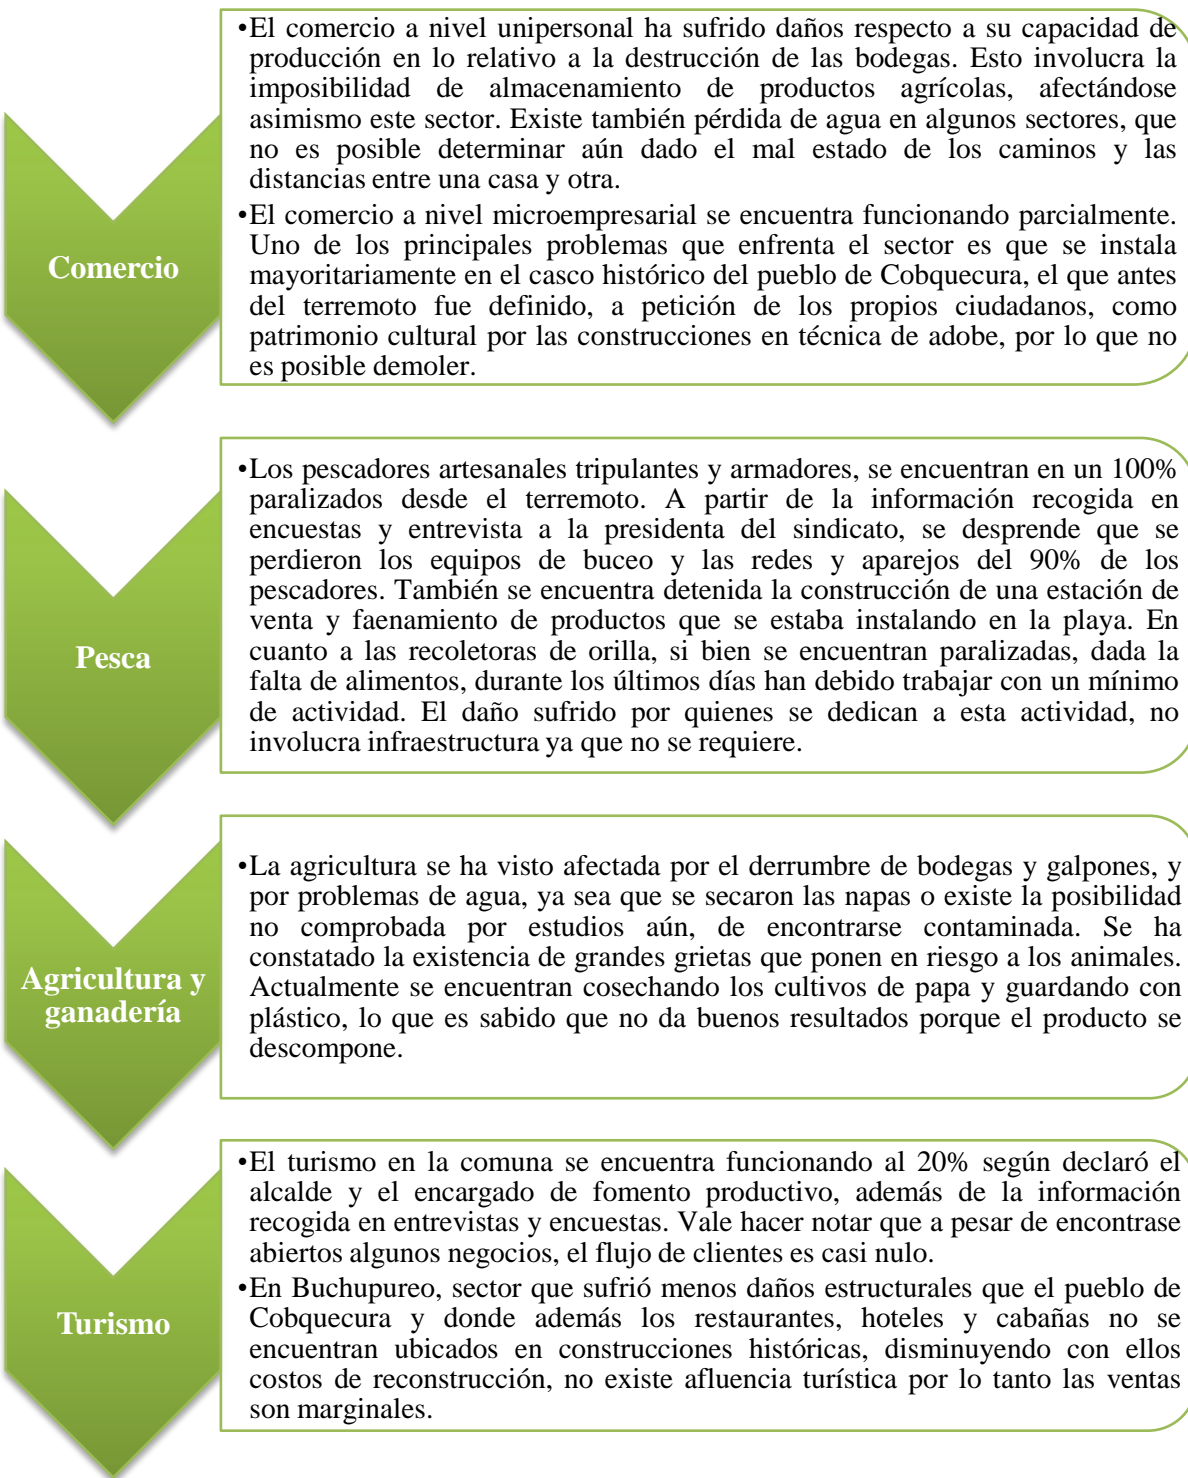 •El comercio a nivel unipersonal ha sufrido daños respecto a su capacidad de
producción en lo relativo a la destrucción de las bodegas. Esto involucra la
imposibilidad de almacenamiento de productos agrícolas, afectándose
asimismo este sector. Existe también pérdida de agua en algunos sectores, que
no es posible determinar aún dado el mal estado de los caminos y las
distancias entre una casa y otra.
•El comercio a nivel microempresarial se encuentra funcionando parcialmente.
Uno de los principales problemas que enfrenta el sector es que se instala
mayoritariamente en el casco histórico del pueblo de Cobquecura, el que antes
del terremoto fue definido, a petición de los propios ciudadanos, como
patrimonio cultural por las construcciones en técnica de adobe, por lo que no
es posible demoler.
Comercio
•Los pescadores artesanales tripulantes y armadores, se encuentran en un 100%
paralizados desde el terremoto. A partir de la información recogida en
encuestas y entrevista a la presidenta del sindicato, se desprende que se
perdieron los equipos de buceo y las redes y aparejos del 90% de los
pescadores. También se encuentra detenida la construcción de una estación de
venta y faenamiento de productos que se estaba instalando en la playa. En
cuanto a las recoletoras de orilla, si bien se encuentran paralizadas, dada la
falta de alimentos, durante los últimos días han debido trabajar con un mínimo
de actividad. El daño sufrido por quienes se dedican a esta actividad, no
involucra infraestructura ya que no se requiere.
Pesca
•La agricultura se ha visto afectada por el derrumbe de bodegas y galpones, y
por problemas de agua, ya sea que se secaron las napas o existe la posibilidad
no comprobada por estudios aún, de encontrarse contaminada. Se ha
constatado la existencia de grandes grietas que ponen en riesgo a los animales.
Actualmente se encuentran cosechando los cultivos de papa y guardando con
plástico, lo que es sabido que no da buenos resultados porque el producto se
descompone.
Agricultura y
ganadería
•El turismo en la comuna se encuentra funcionando al 20% según declaró el
alcalde y el encargado de fomento productivo, además de la información
recogida en entrevistas y encuestas. Vale hacer notar que a pesar de encontrase
abiertos algunos negocios, el flujo de clientes es casi nulo.
•En Buchupureo, sector que sufrió menos daños estructurales que el pueblo de
Cobquecura y donde además los restaurantes, hoteles y cabañas no se
encuentran ubicados en construcciones históricas, disminuyendo con ellos
costos de reconstrucción, no existe afluencia turística por lo tanto las ventas
son marginales.
Turismo